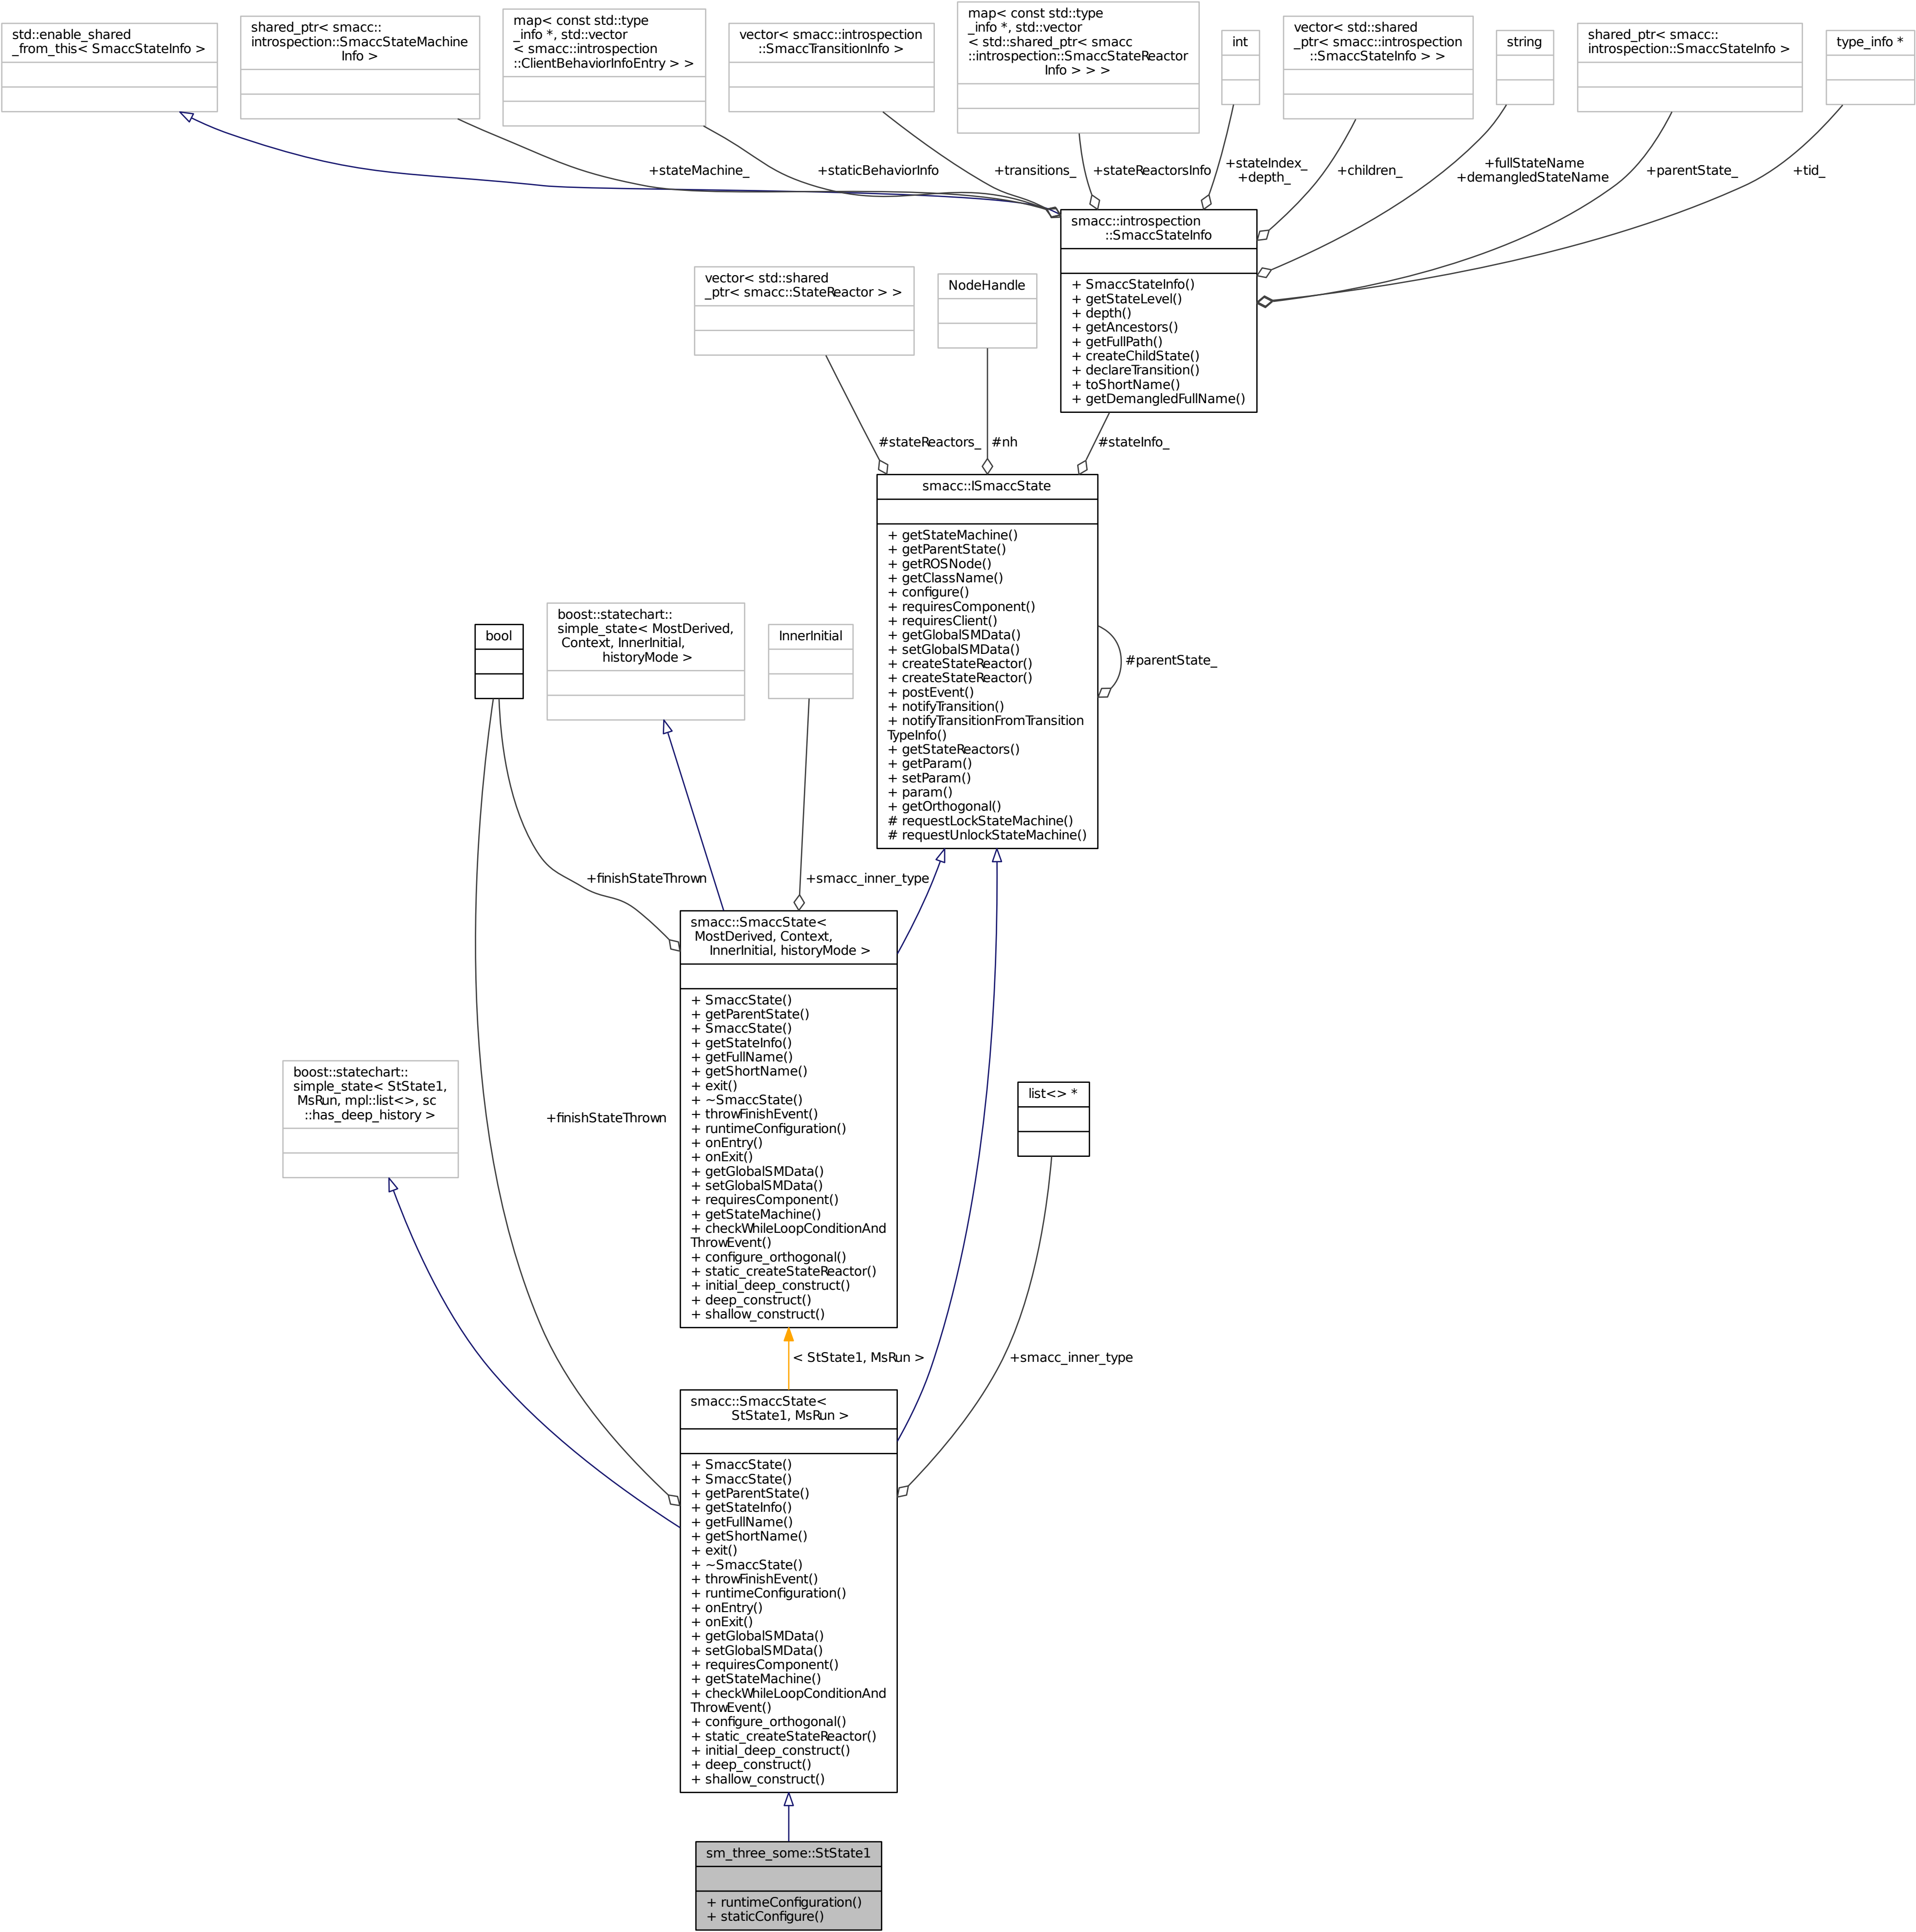 std::enable_shared
_from_this< SmaccStateInfo >
shared_ptr< smacc::
introspection::SmaccStateMachine
Info >
map< const std::type
_info *, std::vector
< smacc::introspection
::ClientBehaviorInfoEntry > >
vector< smacc::introspection
::SmaccTransitionInfo >
map< const std::type
_info *, std::vector
< std::shared_ptr< smacc
::introspection::SmaccStateReactor
Info > > >
int
vector< std::shared
_ptr< smacc::introspection
::SmaccStateInfo > >
string
shared_ptr< smacc::
introspection::SmaccStateInfo >
type_info *
+stateMachine_
+staticBehaviorInfo
+transitions_
+stateReactorsInfo
+stateIndex_
+depth_
+children_
+fullStateName
+demangledStateName
+parentState_
+tid_
smacc::introspection
::SmaccStateInfo
+ SmaccStateInfo()
+ getStateLevel()
+ depth()
+ getAncestors()
+ getFullPath()
+ createChildState()
+ declareTransition()
+ toShortName()
+ getDemangledFullName()
vector< std::shared
_ptr< smacc::StateReactor > >
NodeHandle
#stateReactors_
#nh
#stateInfo_
smacc::ISmaccState
+ getStateMachine()
+ getParentState()
+ getROSNode()
+ getClassName()
+ configure()
+ requiresComponent()
+ requiresClient()
+ getGlobalSMData()
+ setGlobalSMData()
+ createStateReactor()
+ createStateReactor()
+ postEvent()
+ notifyTransition()
+ notifyTransitionFromTransition
TypeInfo()
+ getStateReactors()
+ getParam()
+ setParam()
+ param()
+ getOrthogonal()
# requestLockStateMachine()
# requestUnlockStateMachine()
#parentState_
bool
boost::statechart::
simple_state< MostDerived,
Context, InnerInitial,
historyMode >
InnerInitial
+finishStateThrown
+smacc_inner_type
smacc::SmaccState<
MostDerived, Context,
InnerInitial, historyMode >
+ SmaccState()
+ getParentState()
+ SmaccState()
+ getStateInfo()
+ getFullName()
+ getShortName()
+ exit()
+ ~SmaccState()
+ throwFinishEvent()
+ runtimeConfiguration()
+ onEntry()
+ onExit()
+ getGlobalSMData()
+ setGlobalSMData()
+ requiresComponent()
+ getStateMachine()
+ checkWhileLoopConditionAnd
ThrowEvent()
+ configure_orthogonal()
+ static_createStateReactor()
+ initial_deep_construct()
+ deep_construct()
+ shallow_construct()
boost::statechart::
simple_state< StState1,
MsRun, mpl::list<>, sc
::has_deep_history >
+finishStateThrown
list<> *
< StState1, MsRun >
+smacc_inner_type
smacc::SmaccState<
StState1, MsRun >
+ SmaccState()
+ SmaccState()
+ getParentState()
+ getStateInfo()
+ getFullName()
+ getShortName()
+ exit()
+ ~SmaccState()
+ throwFinishEvent()
+ runtimeConfiguration()
+ onEntry()
+ onExit()
+ getGlobalSMData()
+ setGlobalSMData()
+ requiresComponent()
+ getStateMachine()
+ checkWhileLoopConditionAnd
ThrowEvent()
+ configure_orthogonal()
+ static_createStateReactor()
+ initial_deep_construct()
+ deep_construct()
+ shallow_construct()
sm_three_some::StState1
+ runtimeConfiguration()
+ staticConfigure()